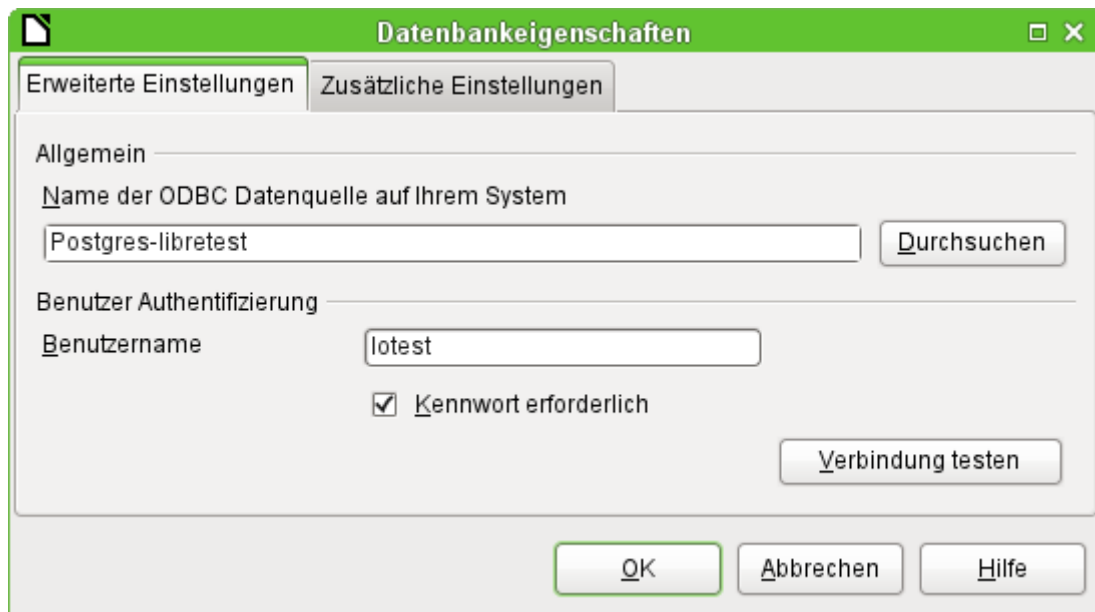 Datenbankeigenschaften
Erweiterte Einstellungen Zusätzliche Einstellungen
Allgemein
Name der ODBC Datenquelle auf Ihrem System
Postgres-libretest Durchsuchen
Benutzer Authentifizierung
Benutzername lotest
Kennwort erforderlich
Verbindung testen
OK Abbrechen Hilfe